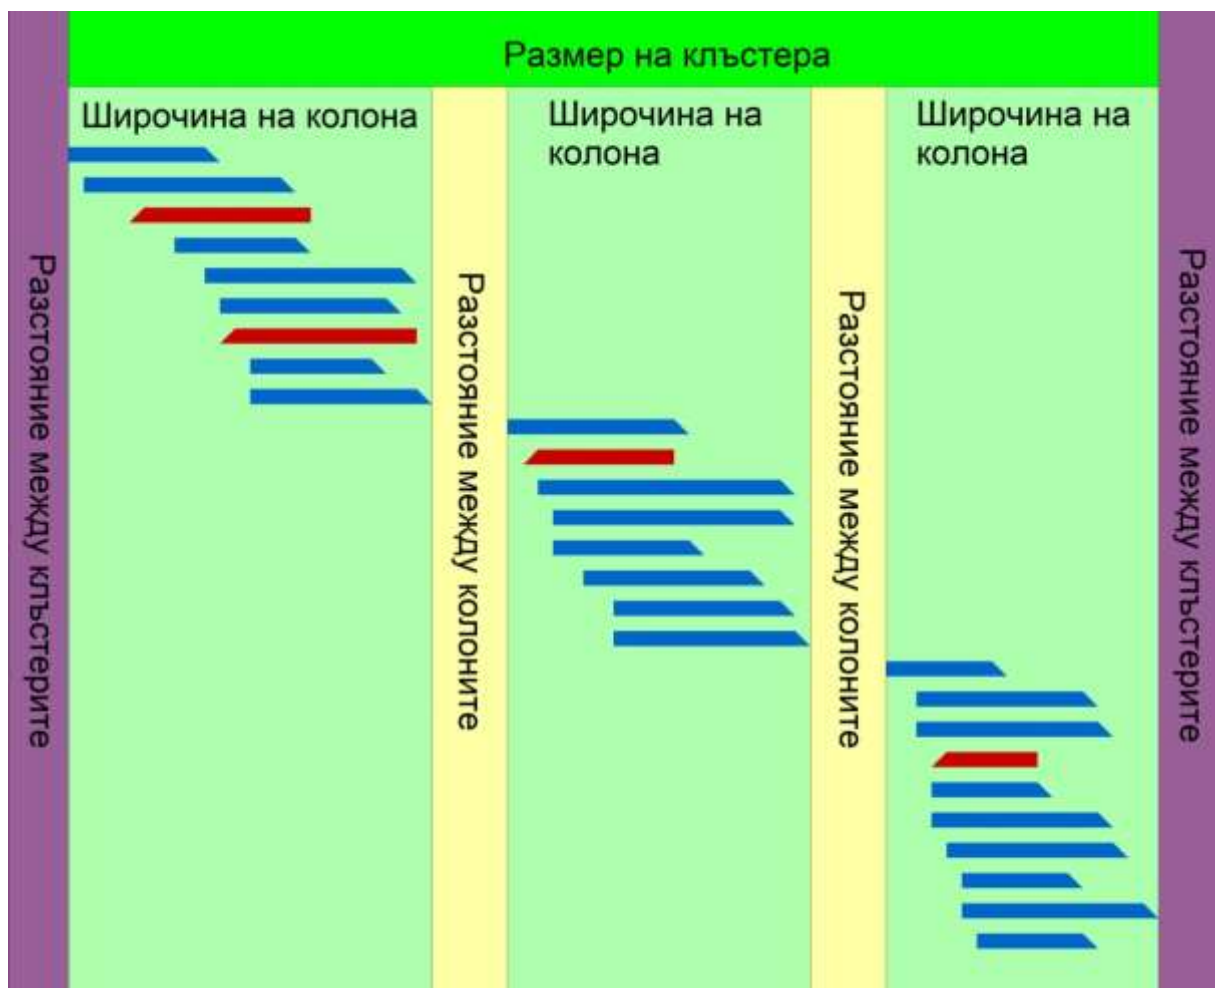 Размер на клъстера
Широчина на колона
Широчина на
колона
Широчина на
колона
Разстояние между клъстерите
Разстояние между колоните
Разстояние между колоните
Разстояние между клъстерите